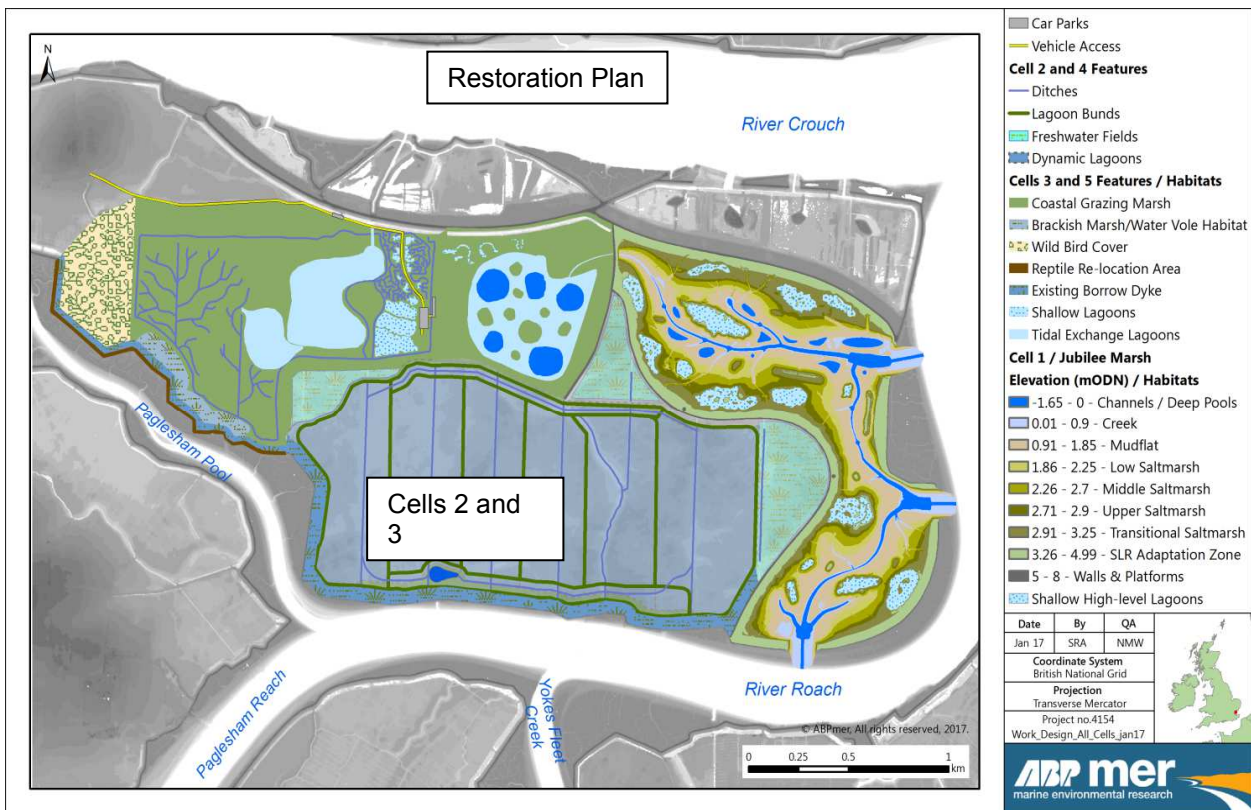 N
Restoration Plan
River Crouch
Paglesham Pool
Cells 2 and
3
Paglesham Reach
Yokes Fleet
Creek
River Roach
© ABPmer, All rights reserved, 2017.
0 0.25 0.5 1
km
Car Parks
Vehicle Access
Cell 2 and 4 Features
Ditches
Lagoon Bunds
Freshwater Fields
Dynamic Lagoons
Cells 3 and 5 Features / Habitats
Coastal Grazing Marsh
Brackish Marsh/Water Vole Habitat
Wild Bird Cover
Reptile Re-location Area
Existing Borrow Dyke
Shallow Lagoons
Tidal Exchange Lagoons
Cell 1 / Jubilee Marsh
Elevation (mODN) / Habitats
-1.65 - 0 - Channels / Deep Pools
0.01 - 0.9 - Creek
0.91 - 1.85 - Mudflat
1.86 - 2.25 - Low Saltmarsh
2.26 - 2.7 - Middle Saltmarsh
2.71 - 2.9 - Upper Saltmarsh
2.91 - 3.25 - Transitional Saltmarsh
3.26 - 4.99 - SLR Adaptation Zone
5 - 8 - Walls & Platforms
Shallow High-level Lagoons
Date By QA
Jan 17 SRA NMW
Coordinate System
British National Grid
Projection
Transverse Mercator
Project no.4154
Work_Design_All_Cells_jan17
ABP mer
marine environmental research